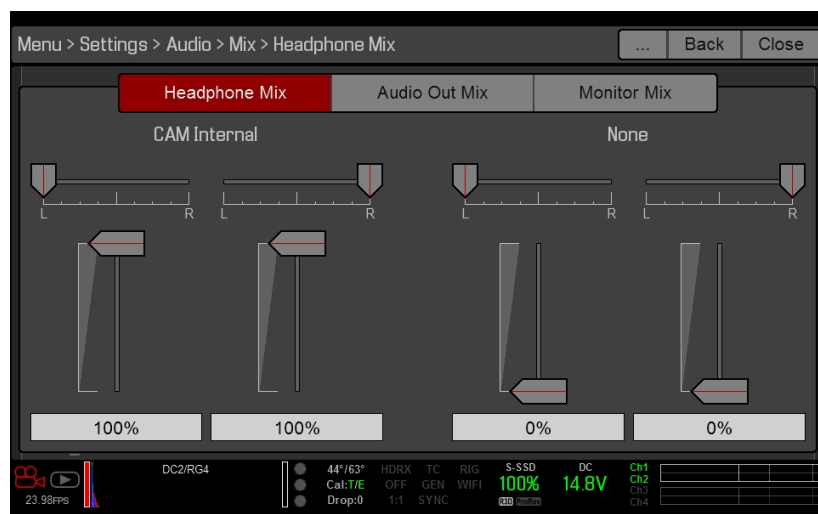 Menu > Settings > Audio > Mix > Headphone Mix
... Back Close
Headphone Mix Audio Out Mix Monitor Mix
CAM Internal None
L R L R L R L R
100% 100% 0% 0%
DC2/RG4 44°/63° HDRX TC RIG S-SSD DC Ch1
Cal:T/E OFF GEN WIFI 100% 14.8V Ch2
23.98FPS Drop:0 1:1 SYNC R3D ProRes Ch3
Ch4